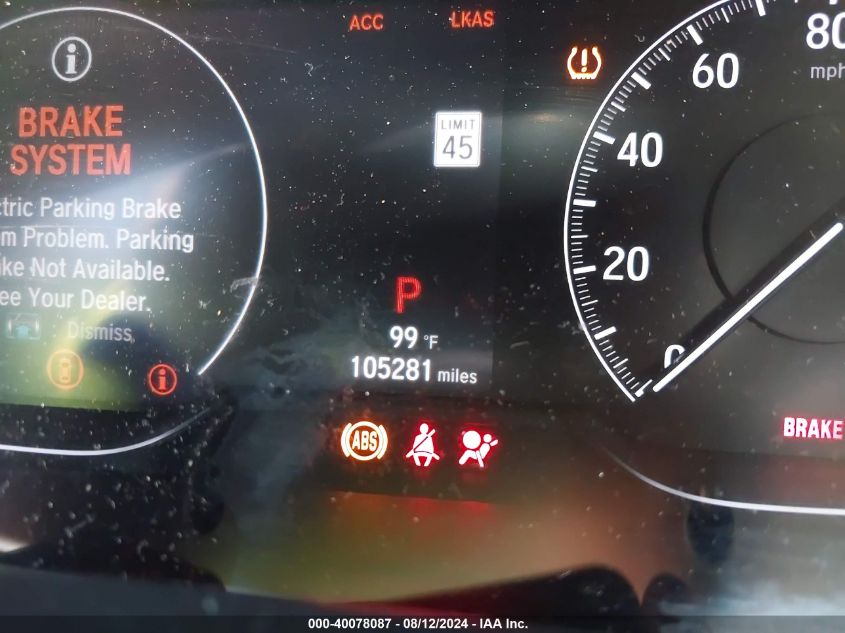 ACC LKAS
BRAKE
SYSTEM
ctric Parking Brake
m Problem. Parking
ke Not Available.
ee Your Dealer.
Dismiss
LIMIT
45
P
99 °F
105281 miles
ABS
80
mph
60
40
20
0
BRAKE
000-40078087 - 08/12/2024 - IAA Inc.